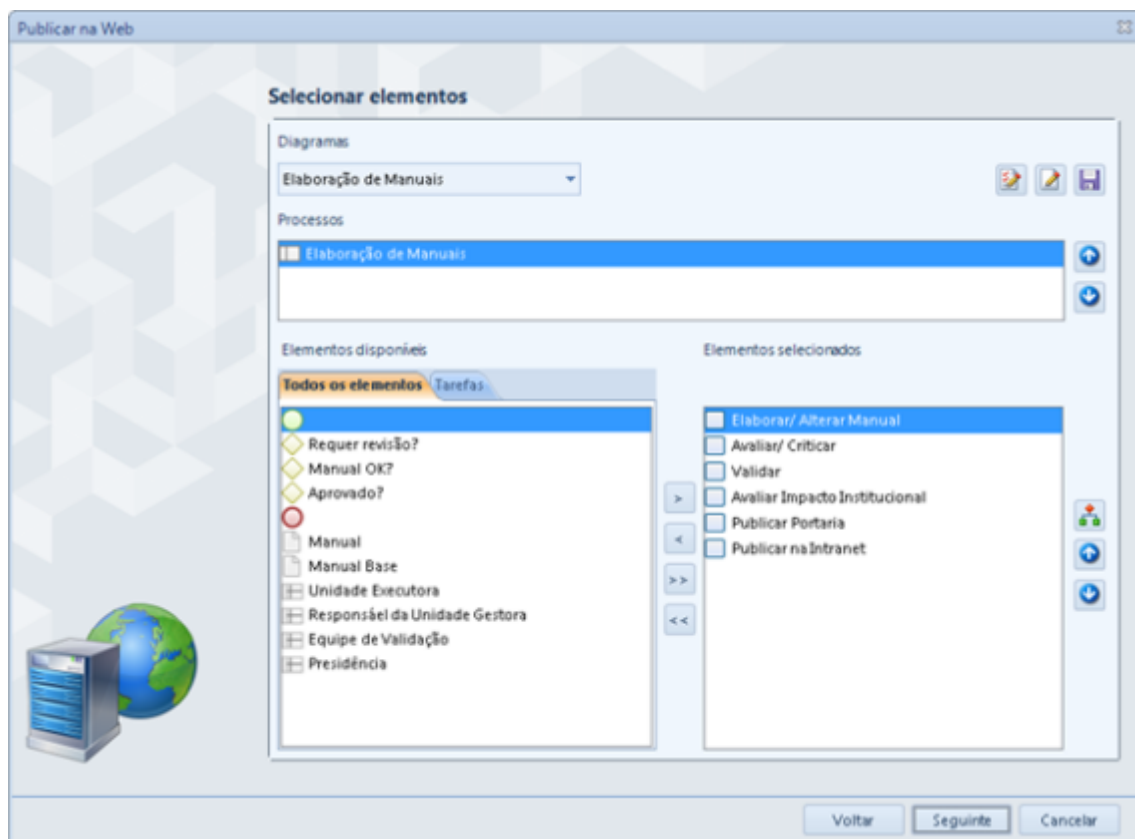 Publicar na Web
Selecionar elementos
Diagramas
Elaboração de Manuais
Processos
Elaboração de Manuais
Elementos disponíveis
Elementos selecionados
Todos os elementos
Tarefas
Requer revisão?
Manual OK?
Aprovado?
Manual
Manual Base
Unidade Executora
Responsáel da Unidade Gestora
Equipe de Validação
Presidência
>
<
>>
<<
Elaborar/ Alterar Manual
Avaliar/ Criticar
Validar
Avaliar Impacto Institucional
Publicar Portaria
Publicar na Intranet
Voltar
Seguinte
Cancelar